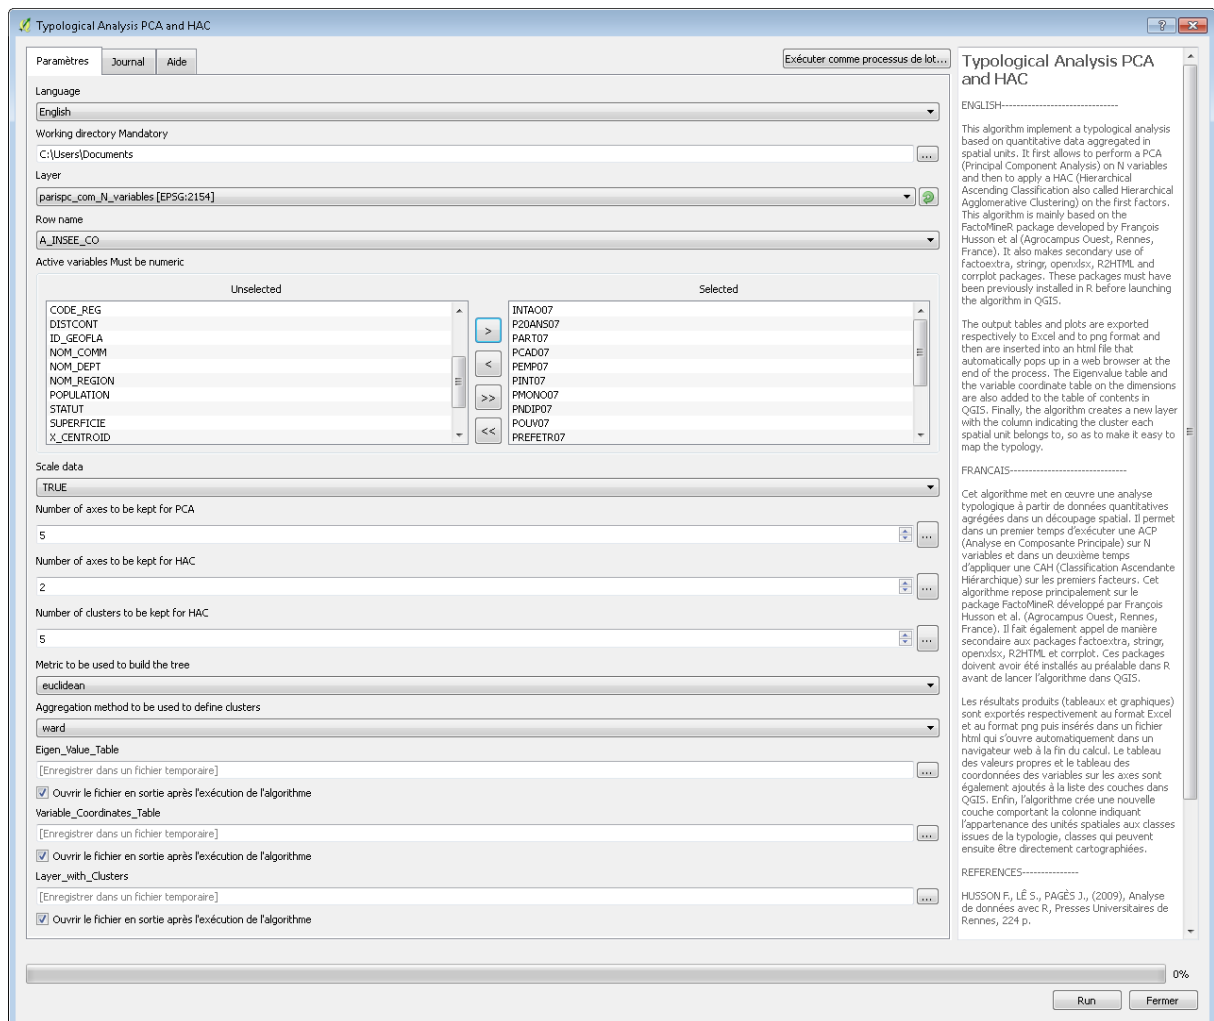 Typological Analysis PCA and HAC
Paramètres
Journal
Aide
Exécuter comme processus de lot...
Language
English
Working directory Mandatory
C:\Users\Documents
...
Layer
parispc_com_N_variables [EPSG:2154]
Row name
A_INSEE_CO
Active variables Must be numeric
Unselected
CODE_REG
DISTCONT
ID_GEOFLA
NOM_COMM
NOM_DEPT
NOM_REGION
POPULATION
STATUT
SUPERFICIE
X_CENTROID
>
<
>>
<<
Selected
INTAO07
P20ANS07
PART07
PCAD07
PEMP07
PINT07
PMONO07
PNDIP07
POUV07
PREFETR07
Scale data
TRUE
Number of axes to be kept for PCA
5
...
Number of axes to be kept for HAC
2
...
Number of clusters to be kept for HAC
5
...
Metric to be used to build the tree
euclidean
Aggregation method to be used to define clusters
ward
Eigen_Value_Table
[Enregistrer dans un fichier temporaire]
...
Ouvrir le fichier en sortie après l'exécution de l'algorithme
Variable_Coordinates_Table
[Enregistrer dans un fichier temporaire]
...
Ouvrir le fichier en sortie après l'exécution de l'algorithme
Layer_with_Clusters
[Enregistrer dans un fichier temporaire]
...
Ouvrir le fichier en sortie après l'exécution de l'algorithme
Typological Analysis PCA
and HAC
ENGLISH-------------------------------
This algorithm implement a typological analysis
based on quantitative data aggregated in
spatial units. It first allows to perform a PCA
(Principal Component Analysis) on N variables
and then to apply a HAC (Hierarchical
Ascending Classification also called Hierarchical
Agglomerative Clustering) on the first factors.
This algorithm is mainly based on the
FactoMineR package developed by François
Husson et al (Agrocampus Ouest, Rennes,
France). It also makes secondary use of
factoextra, stringr, openxlsx, R2HTML and
corrplot packages. These packages must have
been previously installed in R before launching
the algorithm in QGIS.
The output tables and plots are exported
respectively to Excel and to png format and
then are inserted into an html file that
automatically pops up in a web browser at the
end of the process. The Eigenvalue table and
the variable coordinate table on the dimensions
are also added to the table of contents in
QGIS. Finally, the algorithm creates a new layer
with the column indicating the cluster each
spatial unit belongs to, so as to make it easy to
map the typology.
FRANCAIS-------------------------------
Cet algorithme met en œuvre une analyse
typologique à partir de données quantitatives
agrégées dans un découpage spatial. Il permet
dans un premier temps d'exécuter une ACP
(Analyse en Composante Principale) sur N
variables et dans un deuxième temps
d'appliquer une CAH (Classification Ascendante
Hiérarchique) sur les premiers facteurs. Cet
algorithme repose principalement sur le
package FactoMineR développé par François
Husson et al. (Agrocampus Ouest, Rennes,
France). Il fait également appel de manière
secondaire aux packages factoextra, stringr,
openxlsx, R2HTML et corrplot. Ces packages
doivent avoir été installés au préalable dans R
avant de lancer l'algorithme dans QGIS.
Les résultats produits (tableaux et graphiques)
sont exportés respectivement au format Excel
et au format png puis insérés dans un fichier
html qui s'ouvre automatiquement dans un
navigateur web à la fin du calcul. Le tableau
des valeurs propres et le tableau des
coordonnées des variables sur les axes sont
également ajoutés à la liste des couches dans
QGIS. Enfin, l'algorithme crée une nouvelle
couche comportant la colonne indiquant
l'appartenance des unités spatiales aux classes
issues de la typologie, classes qui peuvent
ensuite être directement cartographiées.
REFERENCES---------------
HUSSON F., LÊ S., PAGÈS J., (2009), Analyse
de données avec R, Presses Universitaires de
Rennes, 224 p.
0%
Run
Fermer